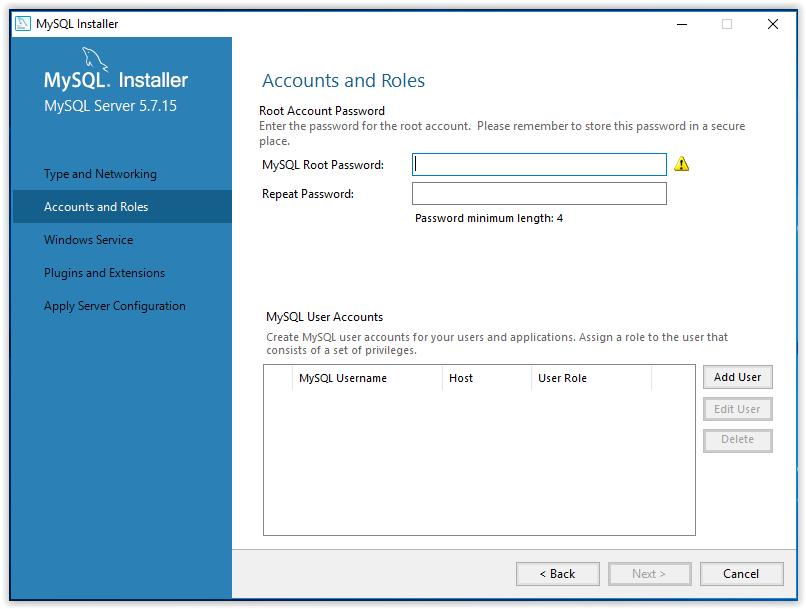 MySQL Installer
MySQL. Installer
MySQL Server 5.7.15
Type and Networking
Accounts and Roles
Windows Service
Plugins and Extensions
Apply Server Configuration
Accounts and Roles
Root Account Password
Enter the password for the root account.  Please remember to store this password in a secure
place.
MySQL Root Password:
Repeat Password:
Password minimum length: 4
MySQL User Accounts
Create MySQL user accounts for your users and applications. Assign a role to the user that
consists of a set of privileges.
MySQL Username Host User Role
Add User
Edit User
Delete
< Back Next > Cancel